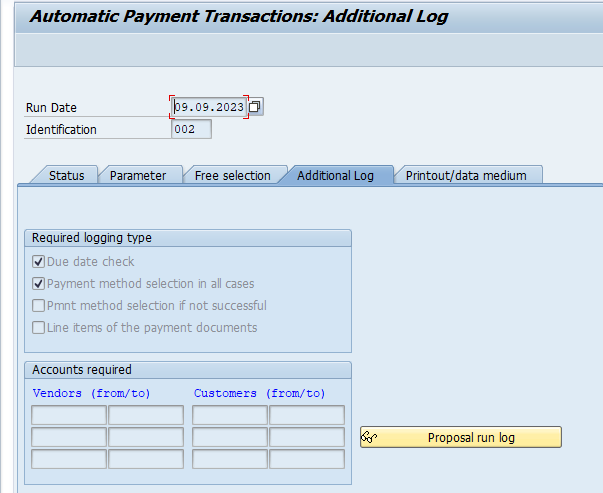 Automatic Payment Transactions: Additional Log
Run Date 09.09.2023
Identification 002
Status Parameter Free selection Additional Log Printout/data medium
Required logging type
Due date check
Payment method selection in all cases
Pmnt method selection if not successful
Line items of the payment documents
Accounts required
Vendors (from/to) Customers (from/to)
Proposal run log